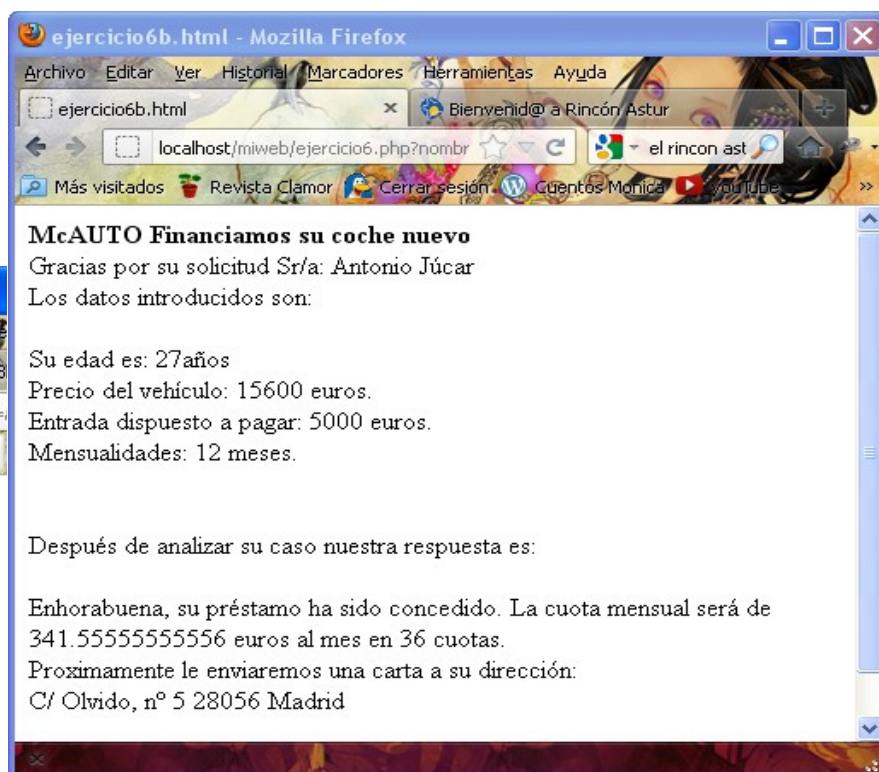 ejercicio6b.html - Mozilla Firefox
Archivo Editar Ver Historial Marcadores Herramientas Ayuda
ejercicio6b.html Bienvenid@ a Rincón Astur
localhost/miweb/ejercicio6.php?nombr el rincon ast
Más visitados Revista Clamor Cerrar sesión Cuentos Monica YouTube »
McAUTO Financiamos su coche nuevo
Gracias por su solicitud Sr/a: Antonio Júcar
Los datos introducidos son:
Su edad es: 27años
Precio del vehículo: 15600 euros.
Entrada dispuesto a pagar: 5000 euros.
Mensualidades: 12 meses.
Después de analizar su caso nuestra respuesta es:
Enhorabuena, su préstamo ha sido concedido. La cuota mensual será de
341.55555555556 euros al mes en 36 cuotas.
Proximamente le enviaremos una carta a su dirección:
C/ Olvido, nº 5 28056 Madrid